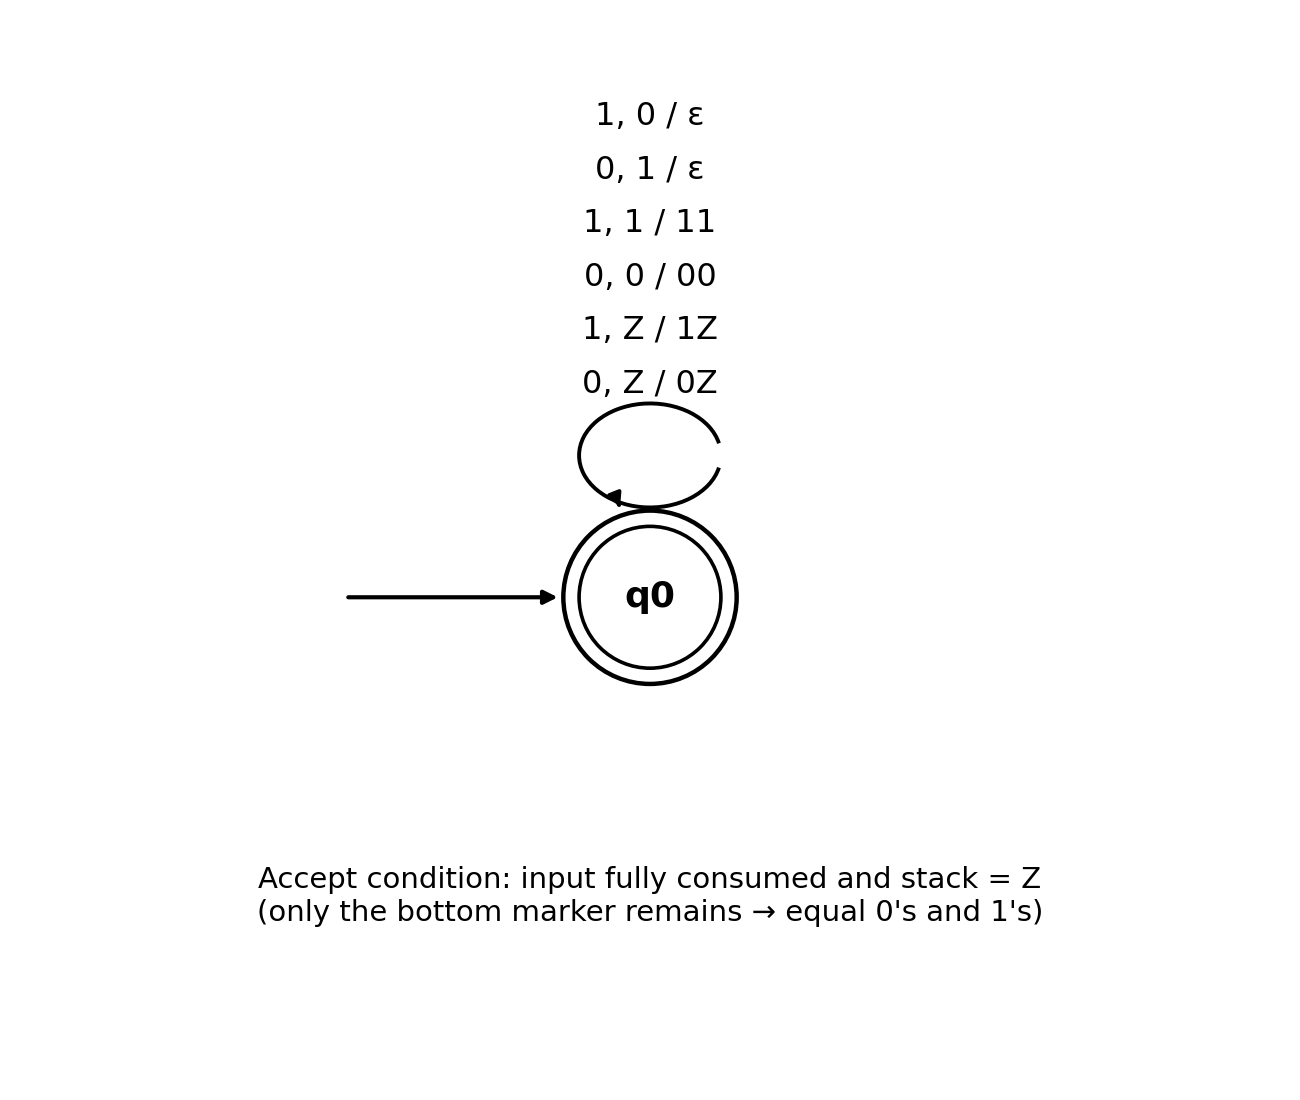 1, 0 / ε
0, 1 / ε
1, 1 / 11
0, 0 / 00
1, Z / 1Z
0, Z / 0Z
q0
Accept condition: input fully consumed and stack = Z
(only the bottom marker remains → equal 0's and 1's)